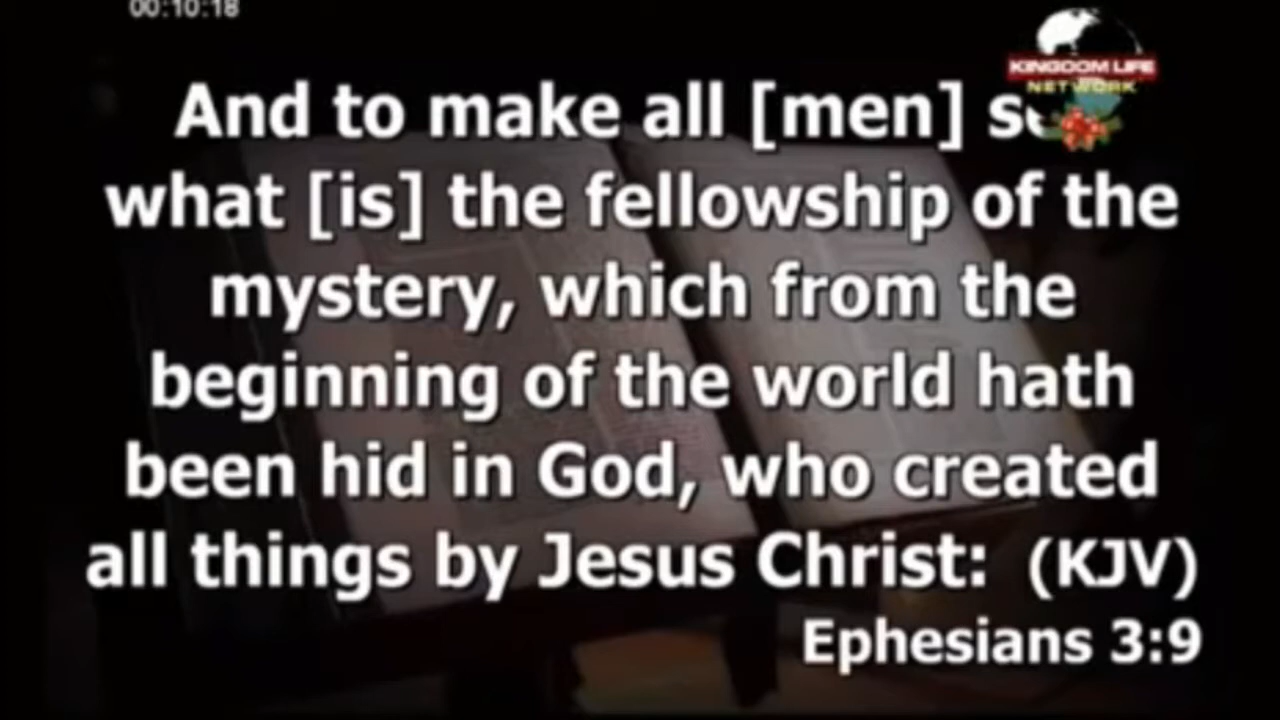 00:10:18
KINGDOM LIFE
NETWORK
And to make all [men]
what [is] the fellowship of the
mystery, which from the
beginning of the world hath
been hid in God, who created
all things by Jesus Christ: (KJV)
Ephesians 3:9